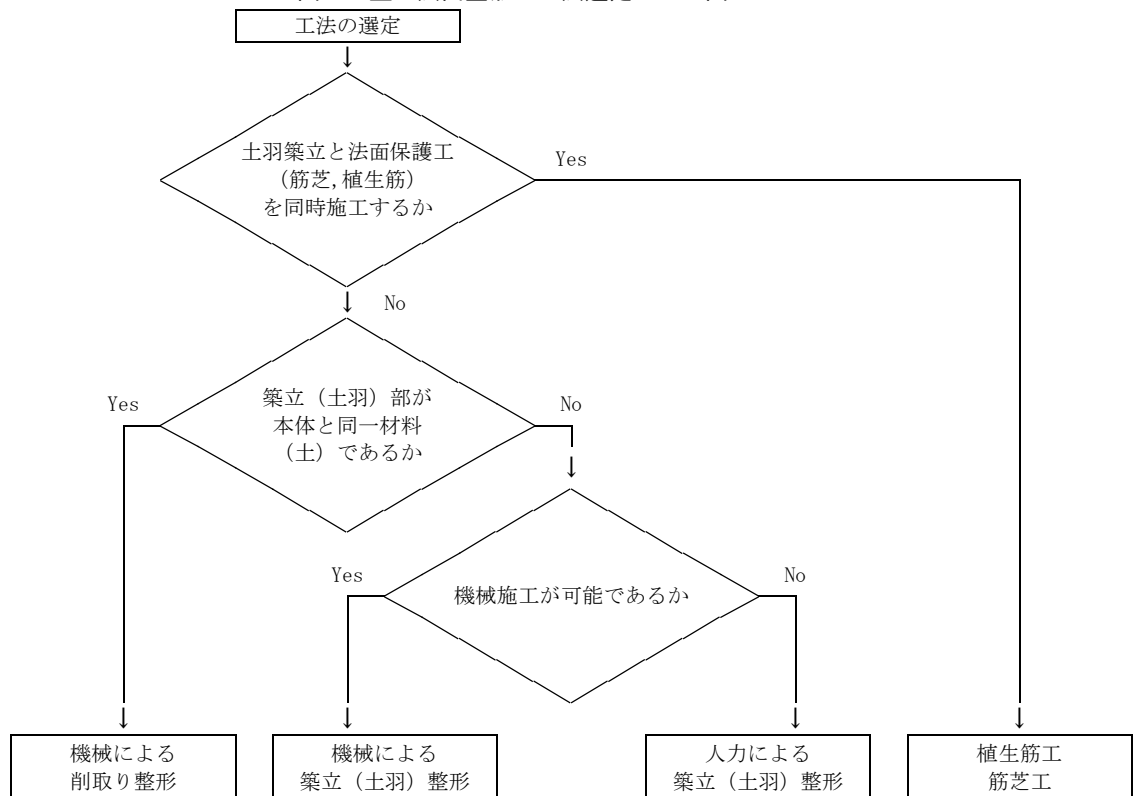 工法の選定
土羽築立と法面保護工
(筋芝,植生筋)
を同時施工するか
Yes
No
築立(土羽)部が
本体と同一材料
(土)であるか
Yes
No
機械施工が可能であるか
Yes
No
機械による
削取り整形
機械による
築立(土羽)整形
人力による
築立(土羽)整形
植生筋工
筋芝工